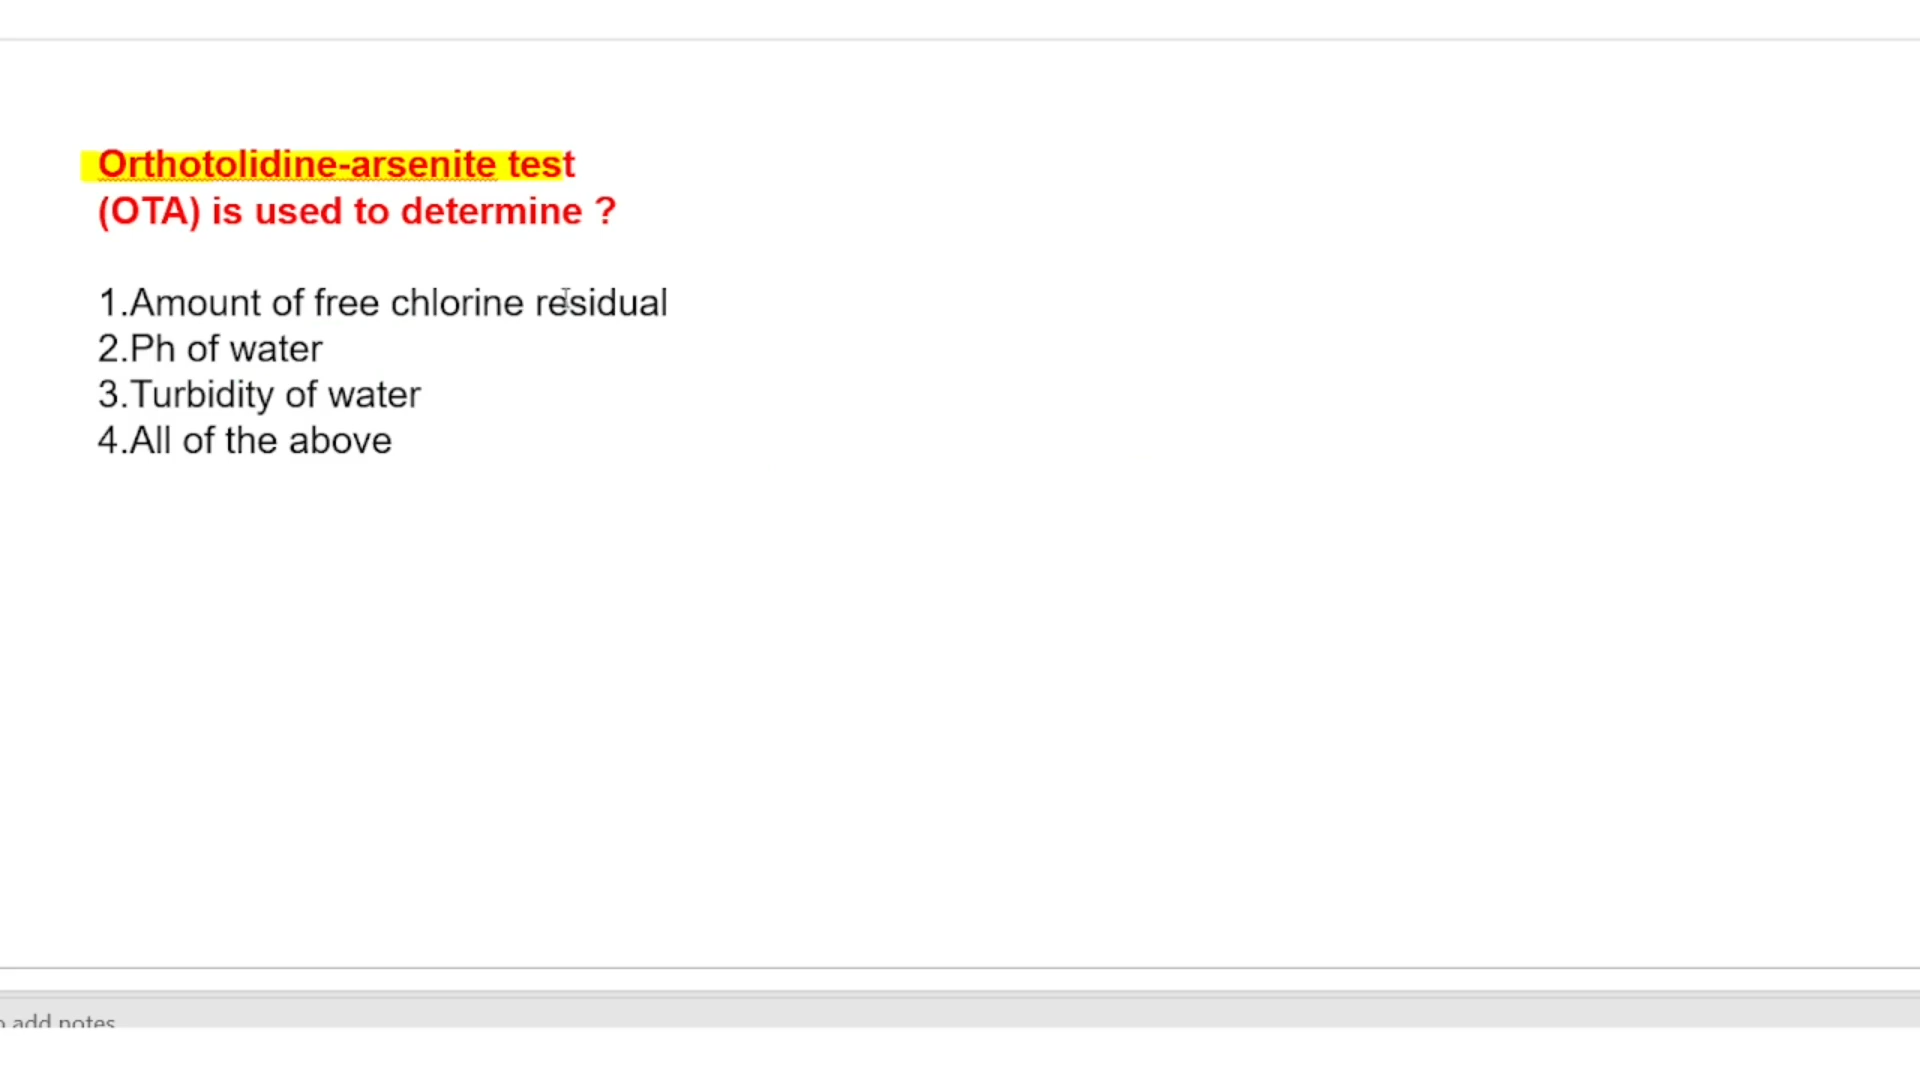 Orthotolidine-arsenite test
(OTA) is used to determine ?
1.Amount of free chlorine residual
2.Ph of water
3.Turbidity of water
4.All of the above
add notes